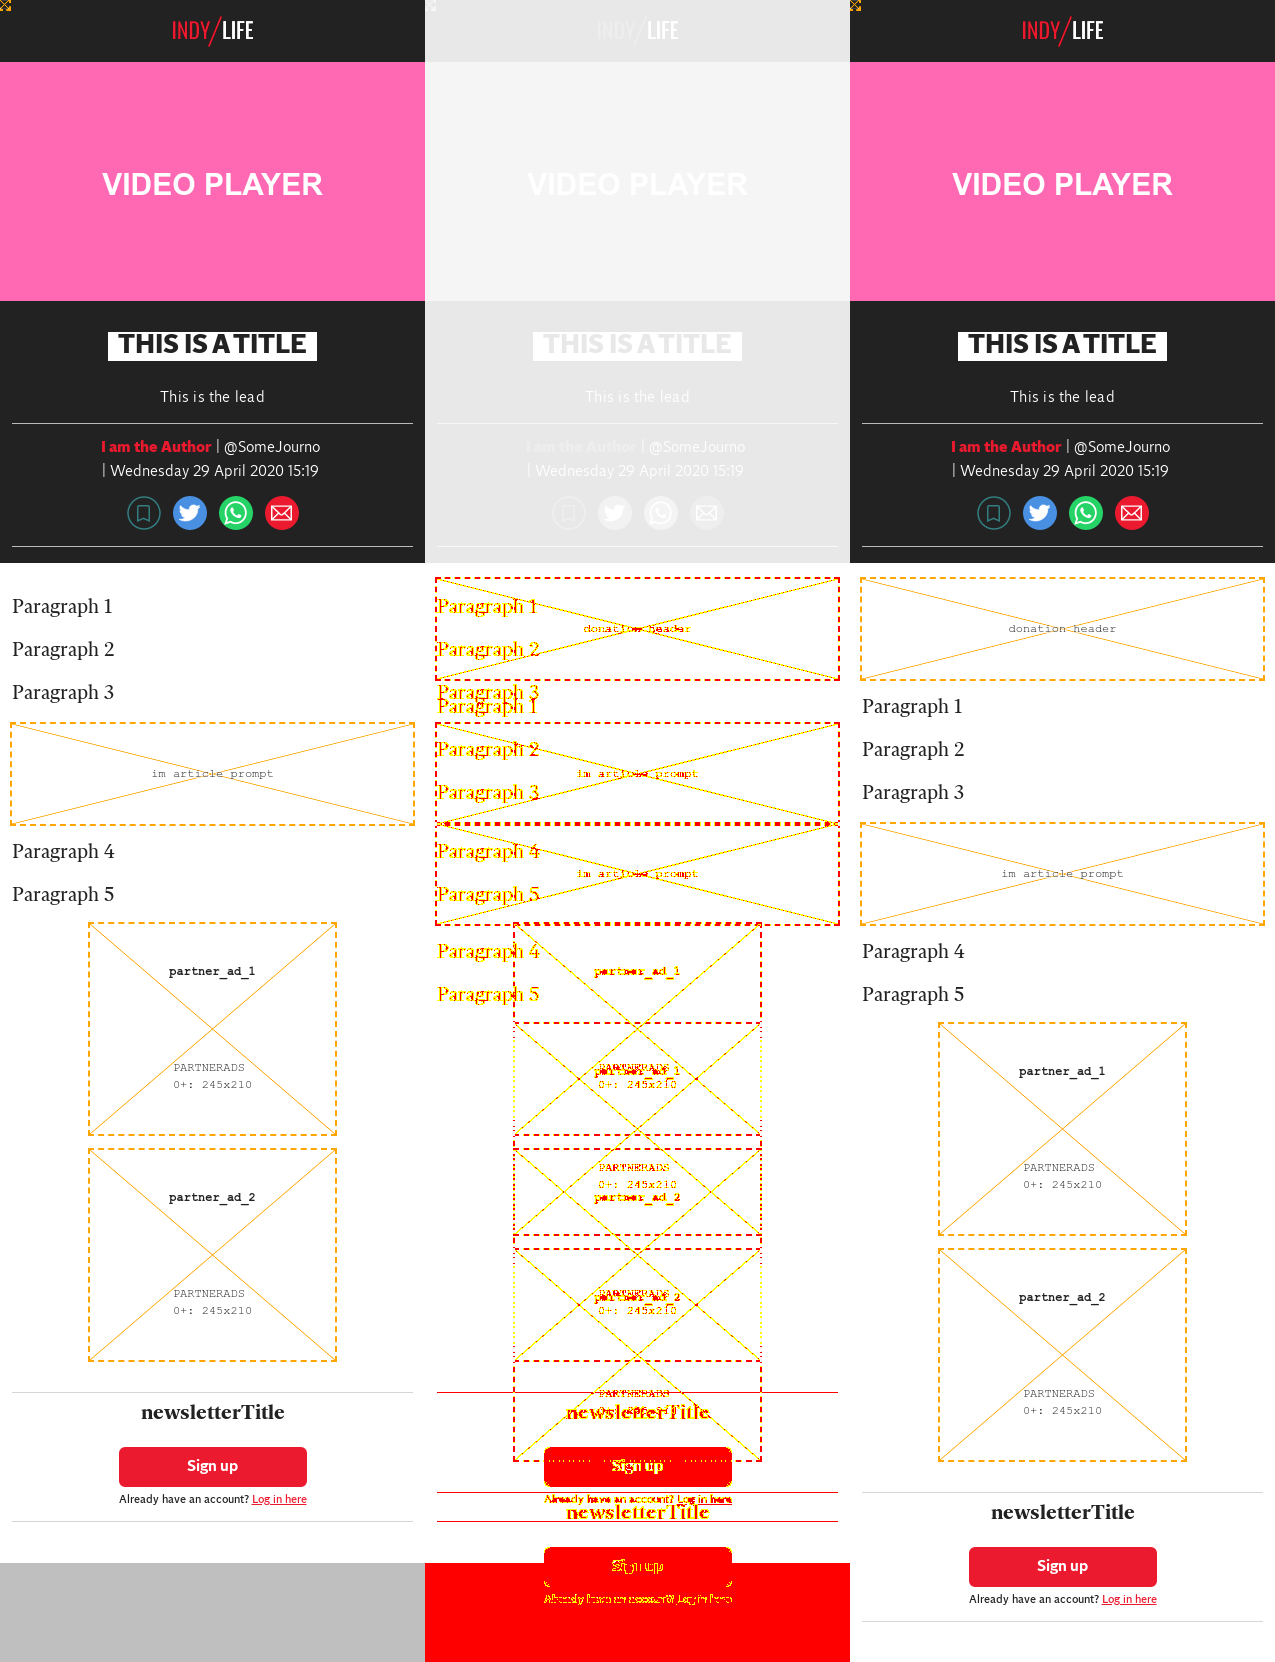 INDY/LIFE
VIDEO PLAYER
THIS IS A TITLE
This is the lead
I am the Author | @SomeJourno
| Wednesday 29 April 2020 15:19
Paragraph 1
Paragraph 2
Paragraph 3
im article prompt
Paragraph 4
Paragraph 5
partner_ad_1
PARTNERADS
0+: 245x210
partner_ad_2
PARTNERADS
0+: 245x210
newsletterTitle
Sign up
Already have an account? Log in here
INDY/LIFE
VIDEO PLAYER
THIS IS A TITLE
This is the lead
I am the Author | @SomeJourno
| Wednesday 29 April 2020 15:19
donation header
Paragraph 1
Paragraph 2
Paragraph 3
Paragraph 1
Paragraph 2
im article prompt
Paragraph 3
Paragraph 4
im article prompt
Paragraph 5
Paragraph 4
partner_ad_1
Paragraph 5
PARTNERADS
partner_ad_1
0+: 245x210
PARTNERADS
0+: 245x210
partner_ad_2
PARTNERADS
partner_ad_2
0+: 245x210
PARTNERADS
newsletterTitle
Sign up
Already have an account? Log in here
newsletterTitle
Sign up
Already have an account? Log in here
INDY/LIFE
VIDEO PLAYER
THIS IS A TITLE
This is the lead
I am the Author | @SomeJourno
| Wednesday 29 April 2020 15:19
donation header
Paragraph 1
Paragraph 2
Paragraph 3
im article prompt
Paragraph 4
Paragraph 5
partner_ad_1
PARTNERADS
0+: 245x210
partner_ad_2
PARTNERADS
0+: 245x210
newsletterTitle
Sign up
Already have an account? Log in here